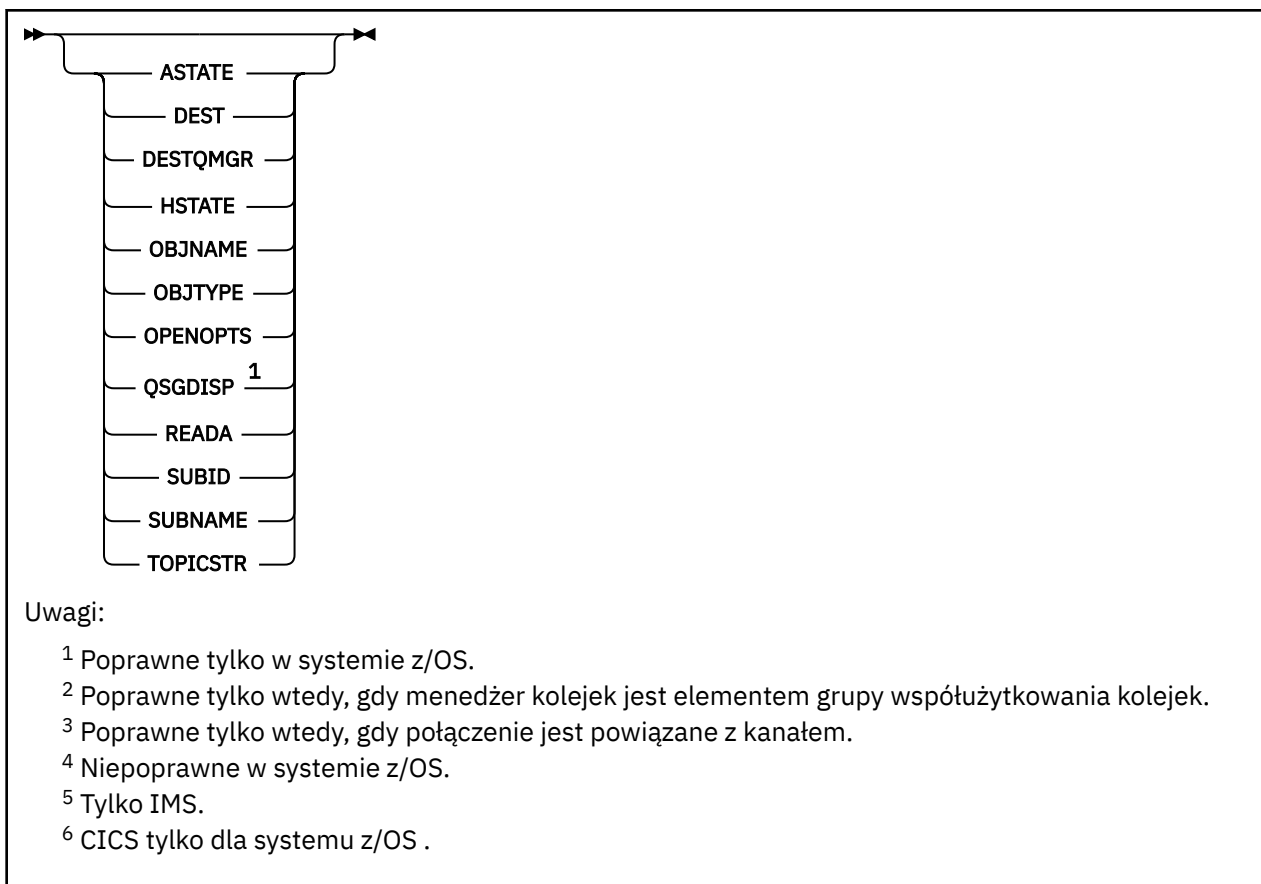 ASTATE
DEST
DESTQMGR
HSTATE
OBJNAME
OBJTYPE
OPENOPTS
QSGDISP 1
READA
SUBID
SUBNAME
TOPICSTR
Uwagi:
1 Poprawne tylko w systemie z/OS.
2 Poprawne tylko wtedy, gdy menedżer kolejek jest elementem grupy współużytkowania kolejek.
3 Poprawne tylko wtedy, gdy połączenie jest powiązane z kanałem.
4 Niepoprawne w systemie z/OS.
5 Tylko IMS.
6 CICS tylko dla systemu z/OS .